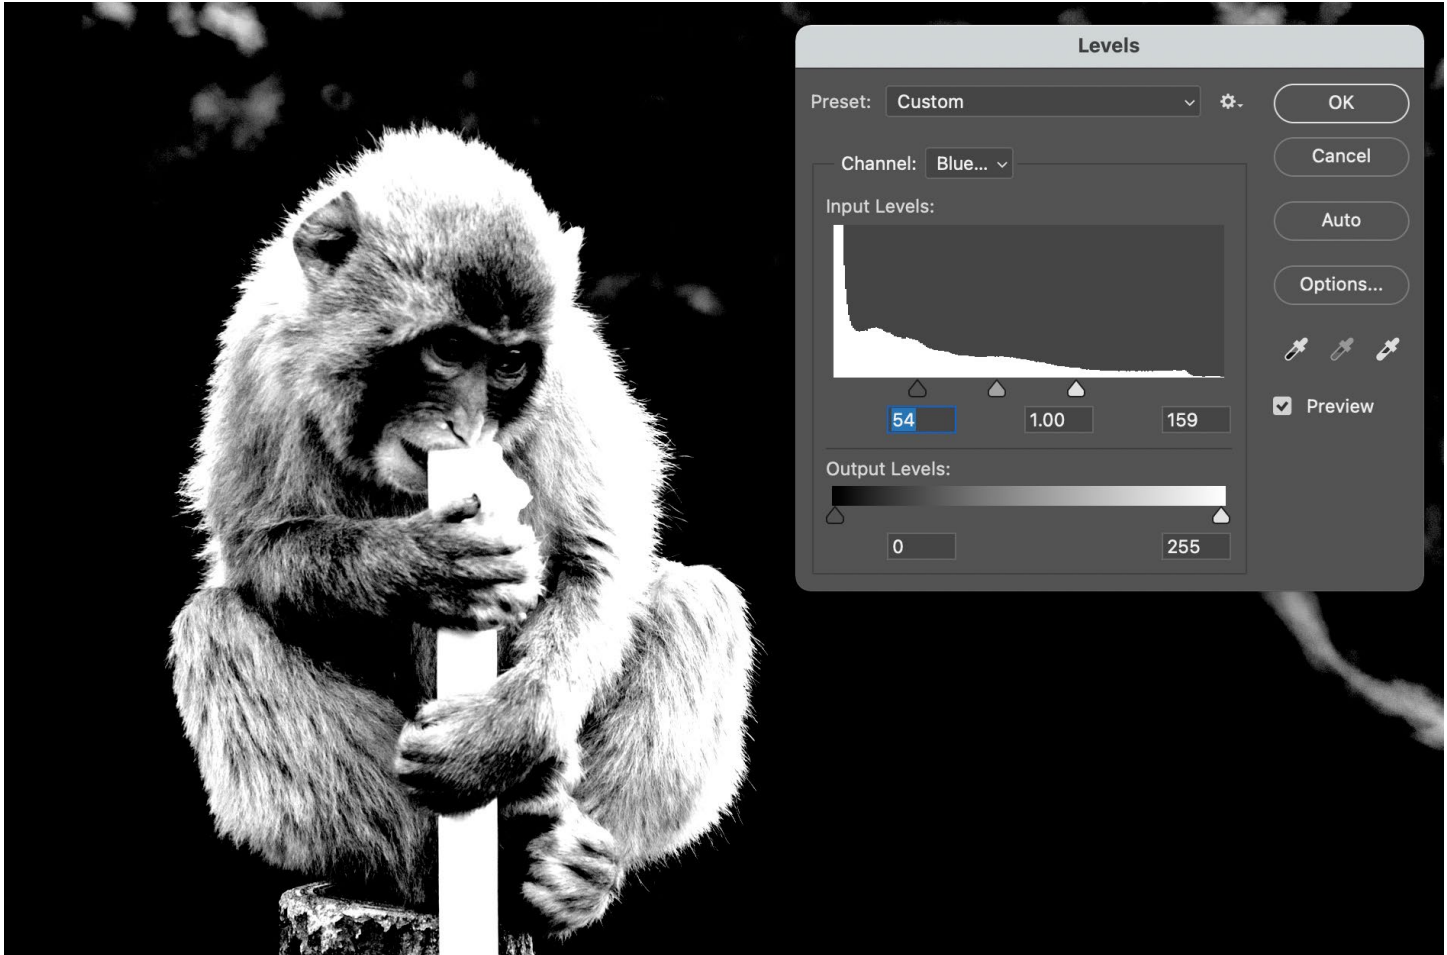 Levels
Preset: Custom
OK
Cancel
Channel: Blue...
Auto
Input Levels:
Options...
54 1.00 159
Preview
Output Levels:
0 255